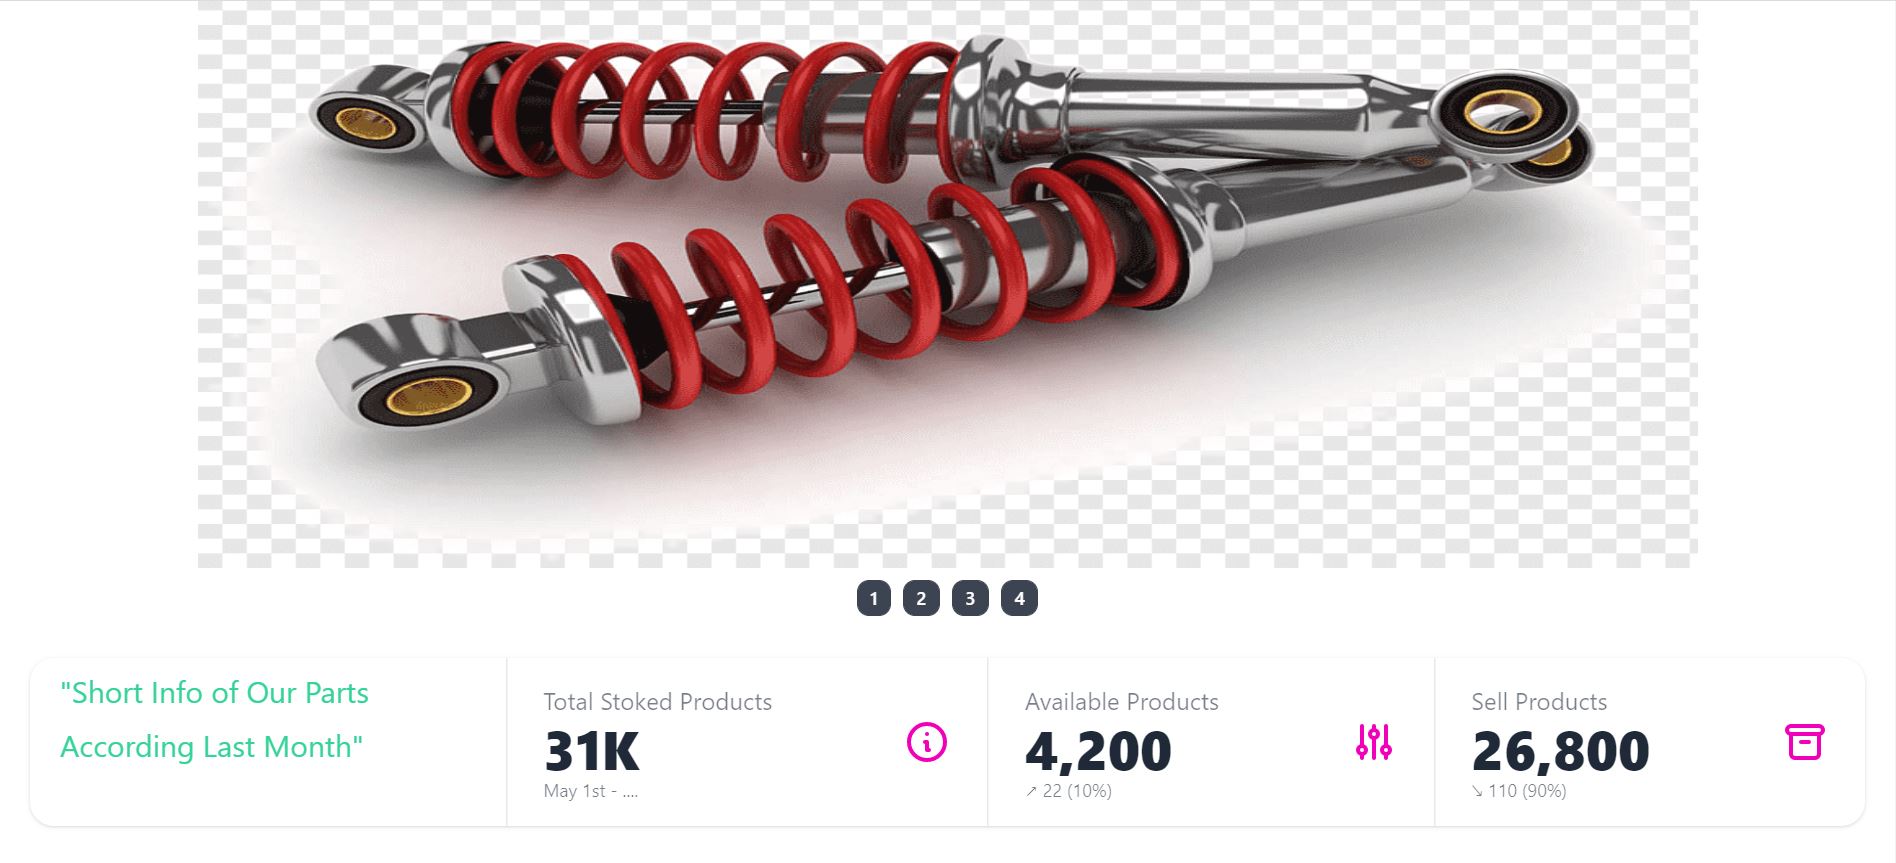 1 2 3 4
"Short Info of Our Parts
According Last Month"
Total Stoked Products
31K
May 1st - ....
Available Products
4,200
↗︎ 22 (10%)
Sell Products
26,800
↘︎ 110 (90%)